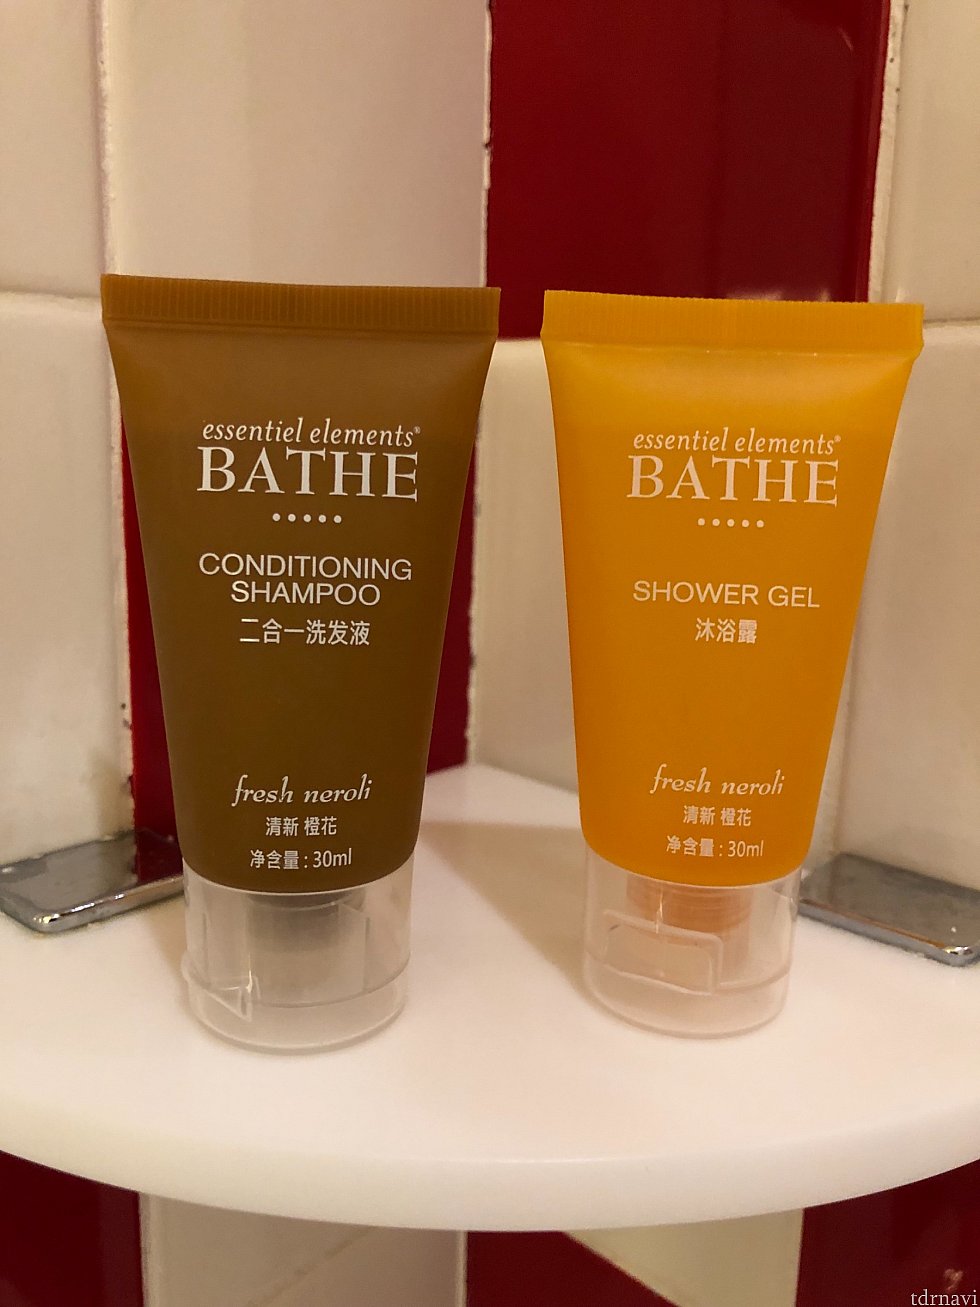 essentiel elements®
BATHE
CONDITIONING
SHAMPOO
二合一洗发液
fresh neroli
清新 橙花
净含量 : 30ml
essentiel elements®
BATHE
SHOWER GEL
沐浴露
fresh neroli
清新 橙花
净含量 : 30ml
tdrnavi